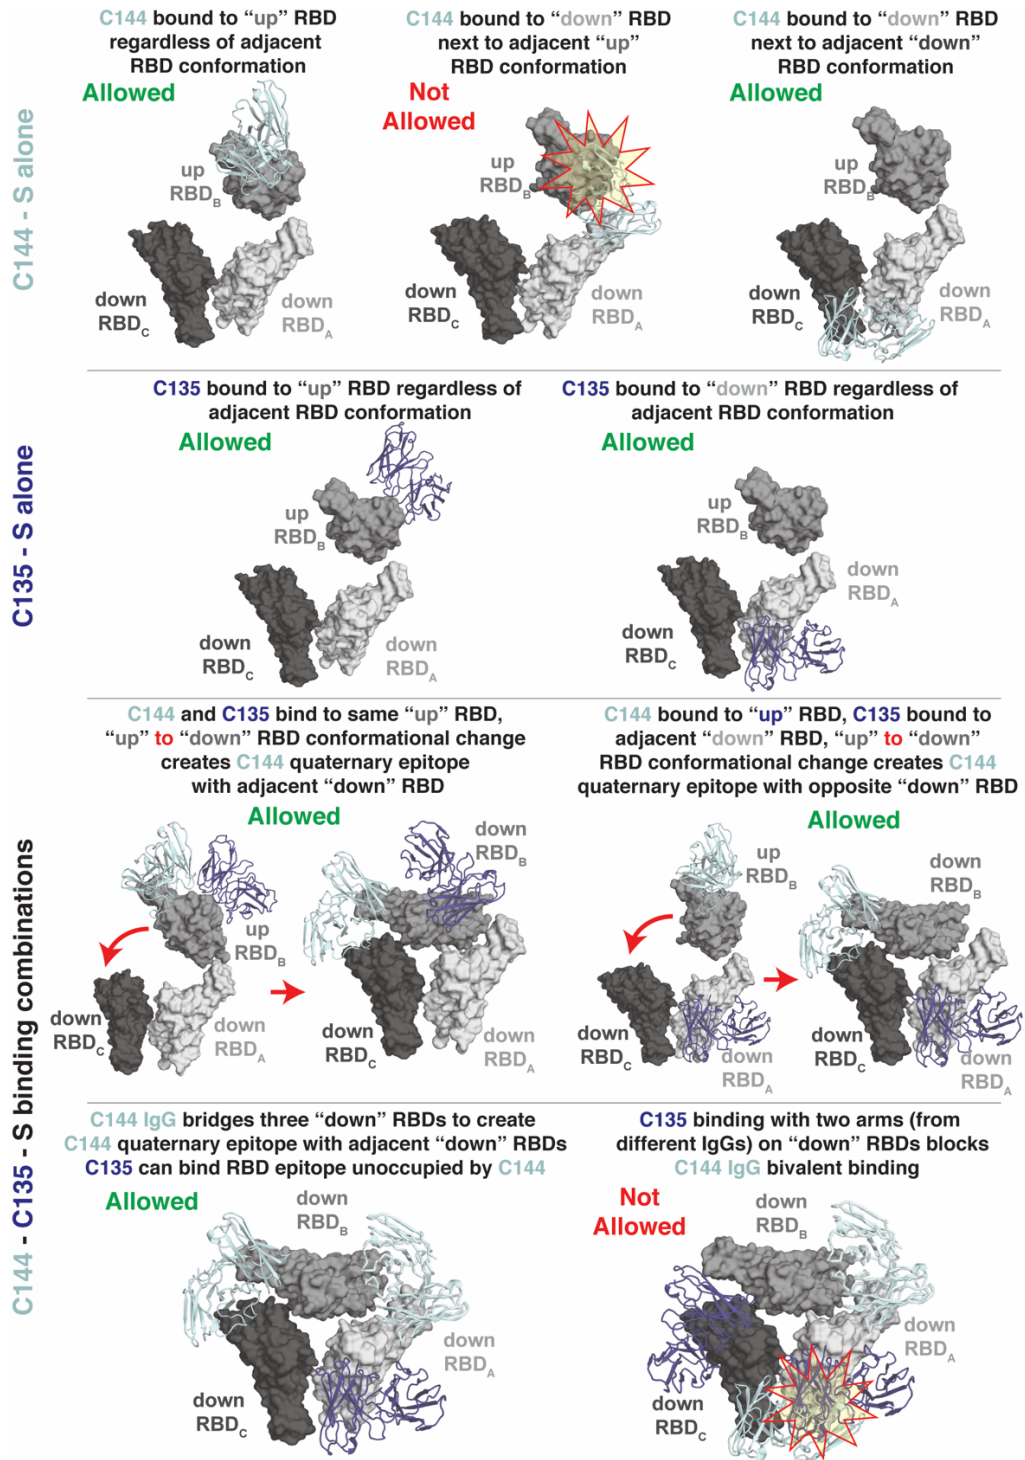 C144 - S alone
C144 bound to “up” RBD
regardless of adjacent
RBD conformation
Allowed
up
RBDB
down
RBDC
down
RBDA
C144 bound to “down” RBD
next to adjacent “up”
RBD conformation
Not
Allowed
up
RBDB
down
RBDC
down
RBDA
C144 bound to “down” RBD
next to adjacent “down”
RBD conformation
Allowed
up
RBDB
down
RBDC
down
RBDA
C135 - S alone
C135 bound to “up” RBD regardless of
adjacent RBD conformation
Allowed
up
RBDB
down
RBDC
down
RBDA
C135 bound to “down” RBD regardless of
adjacent RBD conformation
Allowed
up
RBDB
down
RBDA
down
RBDC
C144 - C135 - S binding combinations
C144 and C135 bind to same “up” RBD,
“up” to “down” RBD conformational change
creates C144 quaternary epitope
with adjacent “down” RBD
Allowed
up
RBDB
down
RBDC
down
RBDA
down
RBDB
down
RBDC
down
RBDA
C144 bound to “up” RBD, C135 bound to
adjacent “down” RBD, “up” to “down”
RBD conformational change creates C144
quaternary epitope with opposite “down” RBD
Allowed
up
RBDB
down
RBDC
down
RBDA
down
RBDB
down
RBDC
down
RBDA
C144 IgG bridges three “down” RBDs to create
C144 quaternary epitope with adjacent “down” RBDs
C135 can bind RBD epitope unoccupied by C144
Allowed
down
RBDB
down
RBDA
down
RBDC
C135 binding with two arms (from
different IgGs) on “down” RBDs blocks
C144 IgG bivalent binding
Not
Allowed
down
RBDB
down
RBDA
down
RBDC